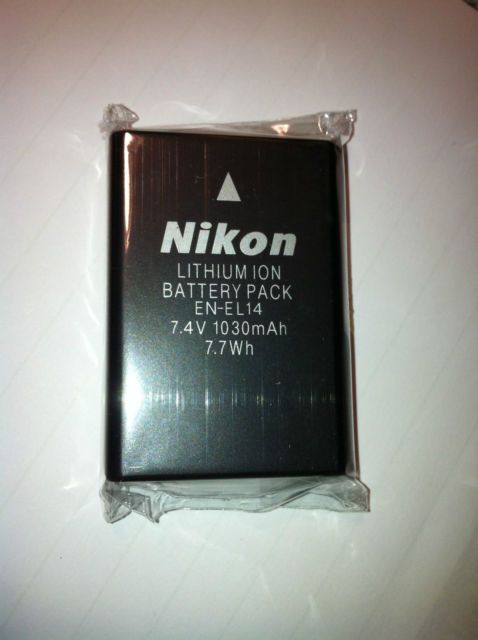 Nikon
LITHIUM ION
BATTERY PACK
EN-EL14
7.4V 1030mAh
7.7Wh